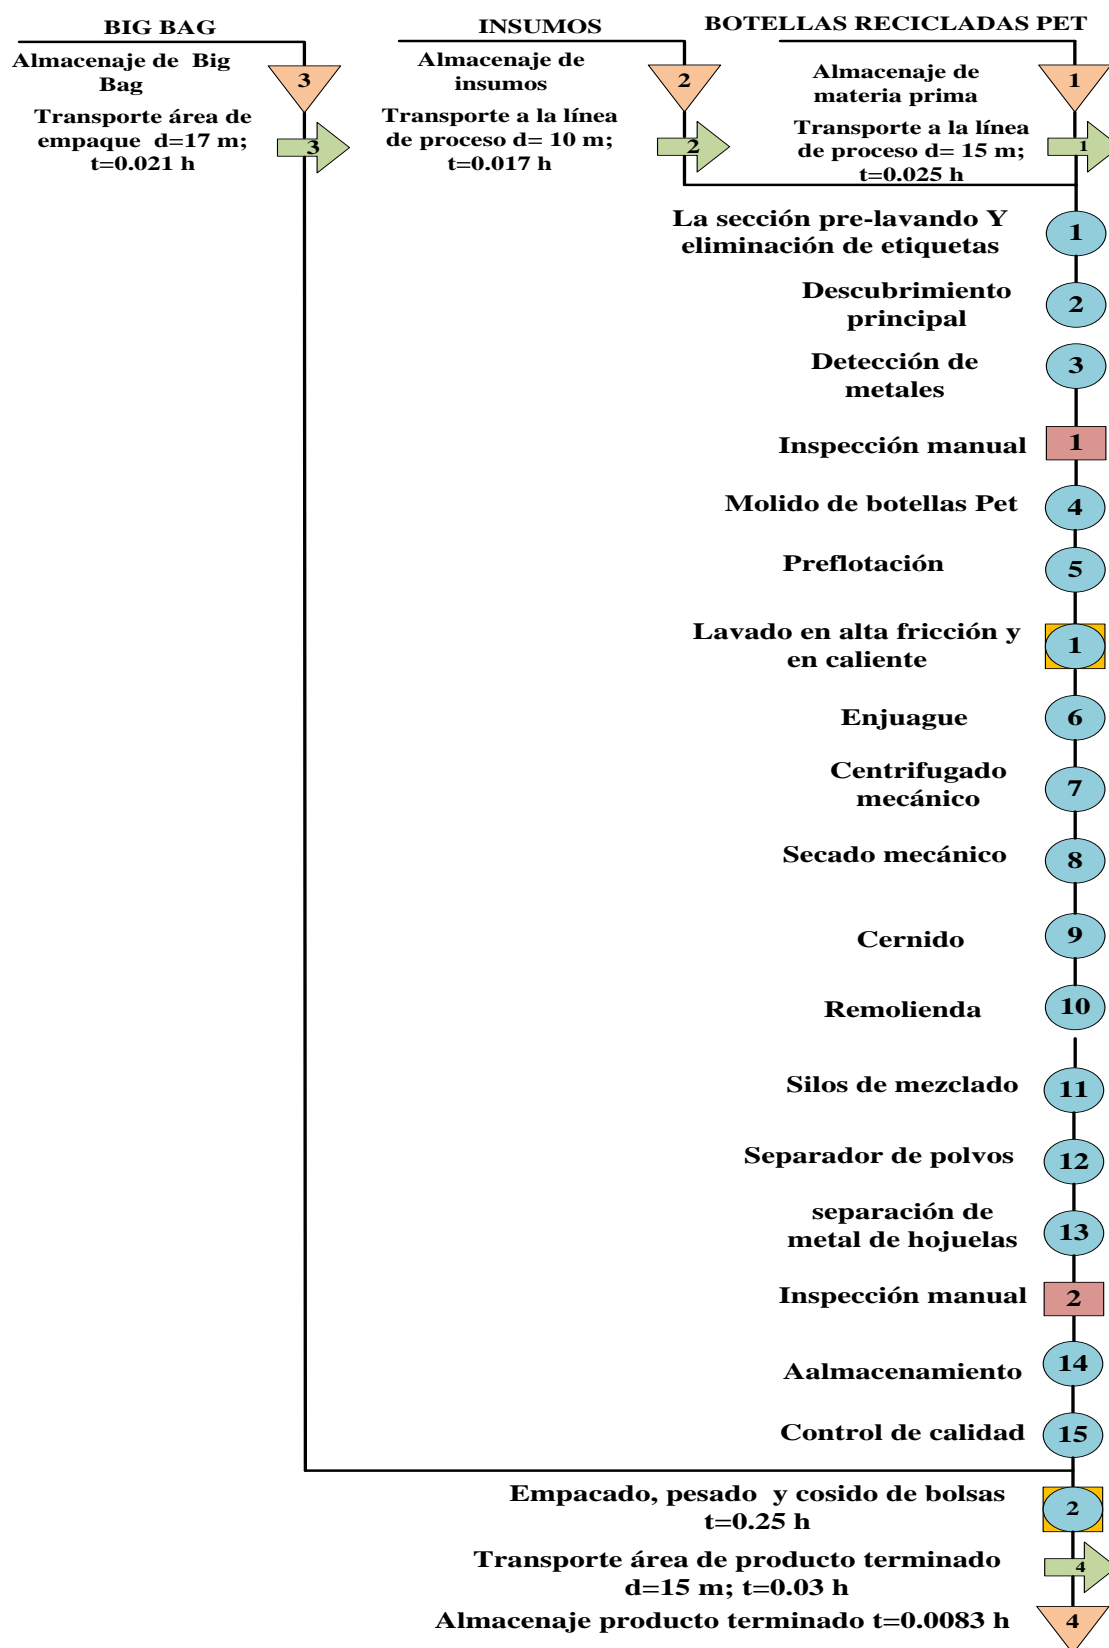 BIG BAG
Almacenaje de Big
Bag
3
Transporte área de
empaque d=17 m;
t=0.021 h
3
INSUMOS
Almacenaje de
insumos
2
Transporte a la línea
de proceso d= 10 m;
t=0.017 h
2
BOTELLAS RECICLADAS PET
Almacenaje de
materia prima
1
Transporte a la línea
de proceso d= 15 m;
t=0.025 h
1
La sección pre-lavando Y
eliminación de etiquetas
1
Descubrimiento
principal
2
Detección de
metales
3
Inspección manual
1
Molido de botellas Pet
4
Preflotación
5
Lavado en alta fricción y
en caliente
1
Enjuague
6
Centrifugado
mecánico
7
Secado mecánico
8
Cernido
9
Remolienda
10
Silos de mezclado
11
Separador de polvos
12
separación de
metal de hojuelas
13
Inspección manual
2
Aalmacenamiento
14
Control de calidad
15
Empacado, pesado y cosido de bolsas
t=0.25 h
2
Transporte área de producto terminado
d=15 m; t=0.03 h
4
Almacenaje producto terminado t=0.0083 h
4